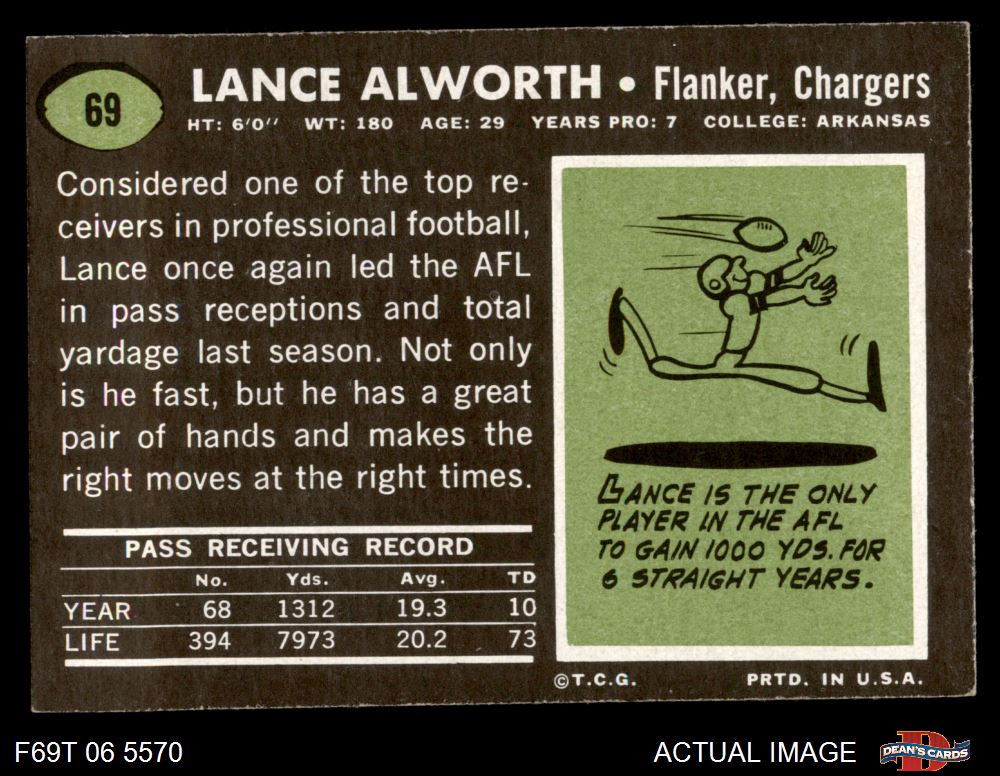 69
LANCE ALWORTH • Flanker, Chargers
HT: 6'0" WT: 180 AGE: 29 YEARS PRO: 7 COLLEGE: ARKANSAS
Considered one of the top re-
ceivers in professional football,
Lance once again led the AFL
in pass receptions and total
yardage last season. Not only
is he fast, but he has a great
pair of hands and makes the
right moves at the right times.
PASS RECEIVING RECORD
No. Yds. Avg. TD
YEAR 68 1312 19.3 10
LIFE 394 7973 20.2 73
LANCE IS THE ONLY
PLAYER IN THE AFL
TO GAIN 1000 YDS. FOR
6 STRAIGHT YEARS.
©T.C.G. PRTD. IN U.S.A.
F69T 06 5570
ACTUAL IMAGE
D
DEAN'S CARDS